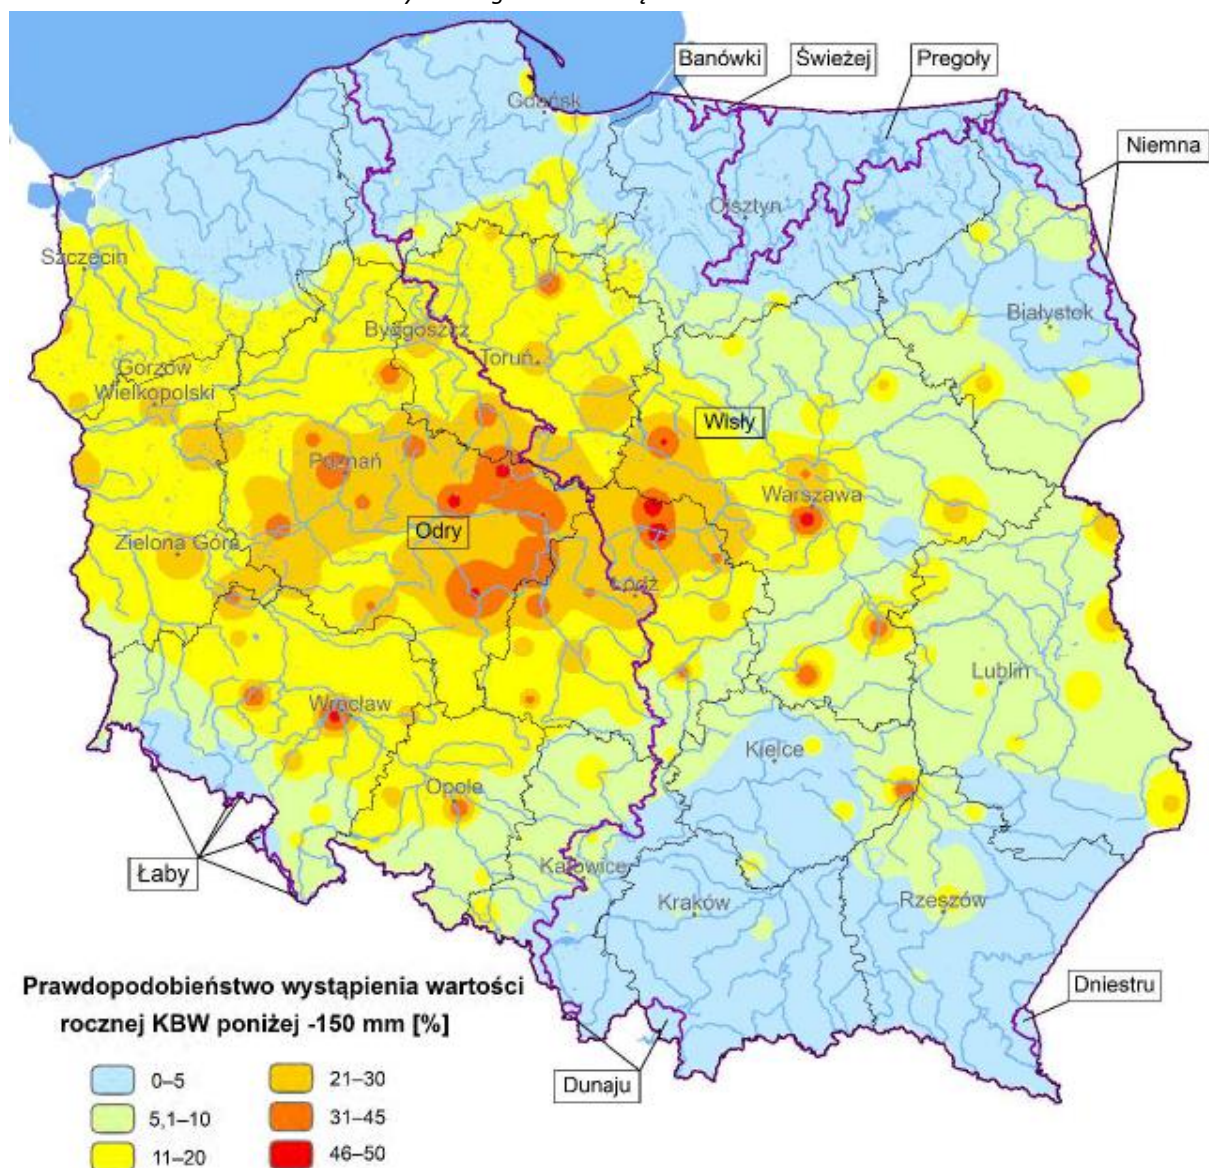 Banówki
Świeżej
Pregoły
Gdańsk
Niemna
Olsztyn
Szczecin
Białystok
Bydgoszcz
Toruń
Gorzów
Wielkopolski
Wisły
Poznań
Warszawa
Odry
Zielona Góra
Łódź
Lublin
Wrocław
Kielce
Opole
Łaby
Katowice
Kraków
Rzeszów
Dniestru
Dunaju
Prawdopodobieństwo wystąpienia wartości
rocznej KBW poniżej -150 mm [%]
0–5
21–30
5,1–10
31–45
11–20
46–50